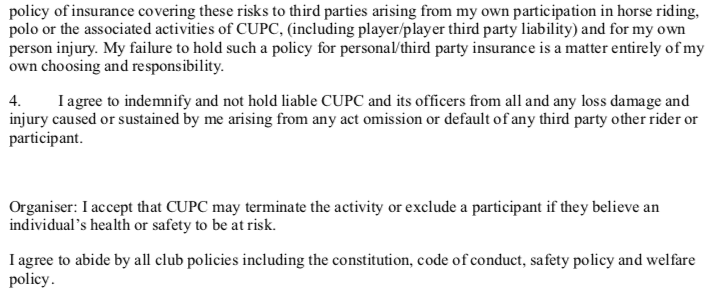 policy of insurance covering these risks to third parties arising from my own participation in horse riding,
polo or the associated activities of CUPC, (including player/player third party liability) and for my own
person injury. My failure to hold such a policy for personal/third party insurance is a matter entirely of my
own choosing and responsibility.
4. I agree to indemnify and not hold liable CUPC and its officers from all and any loss damage and
injury caused or sustained by me arising from any act omission or default of any third party other rider or
participant.
Organiser: I accept that CUPC may terminate the activity or exclude a participant if they believe an
individual's health or safety to be at risk.
I agree to abide by all club policies including the constitution, code of conduct, safety policy and welfare
policy.